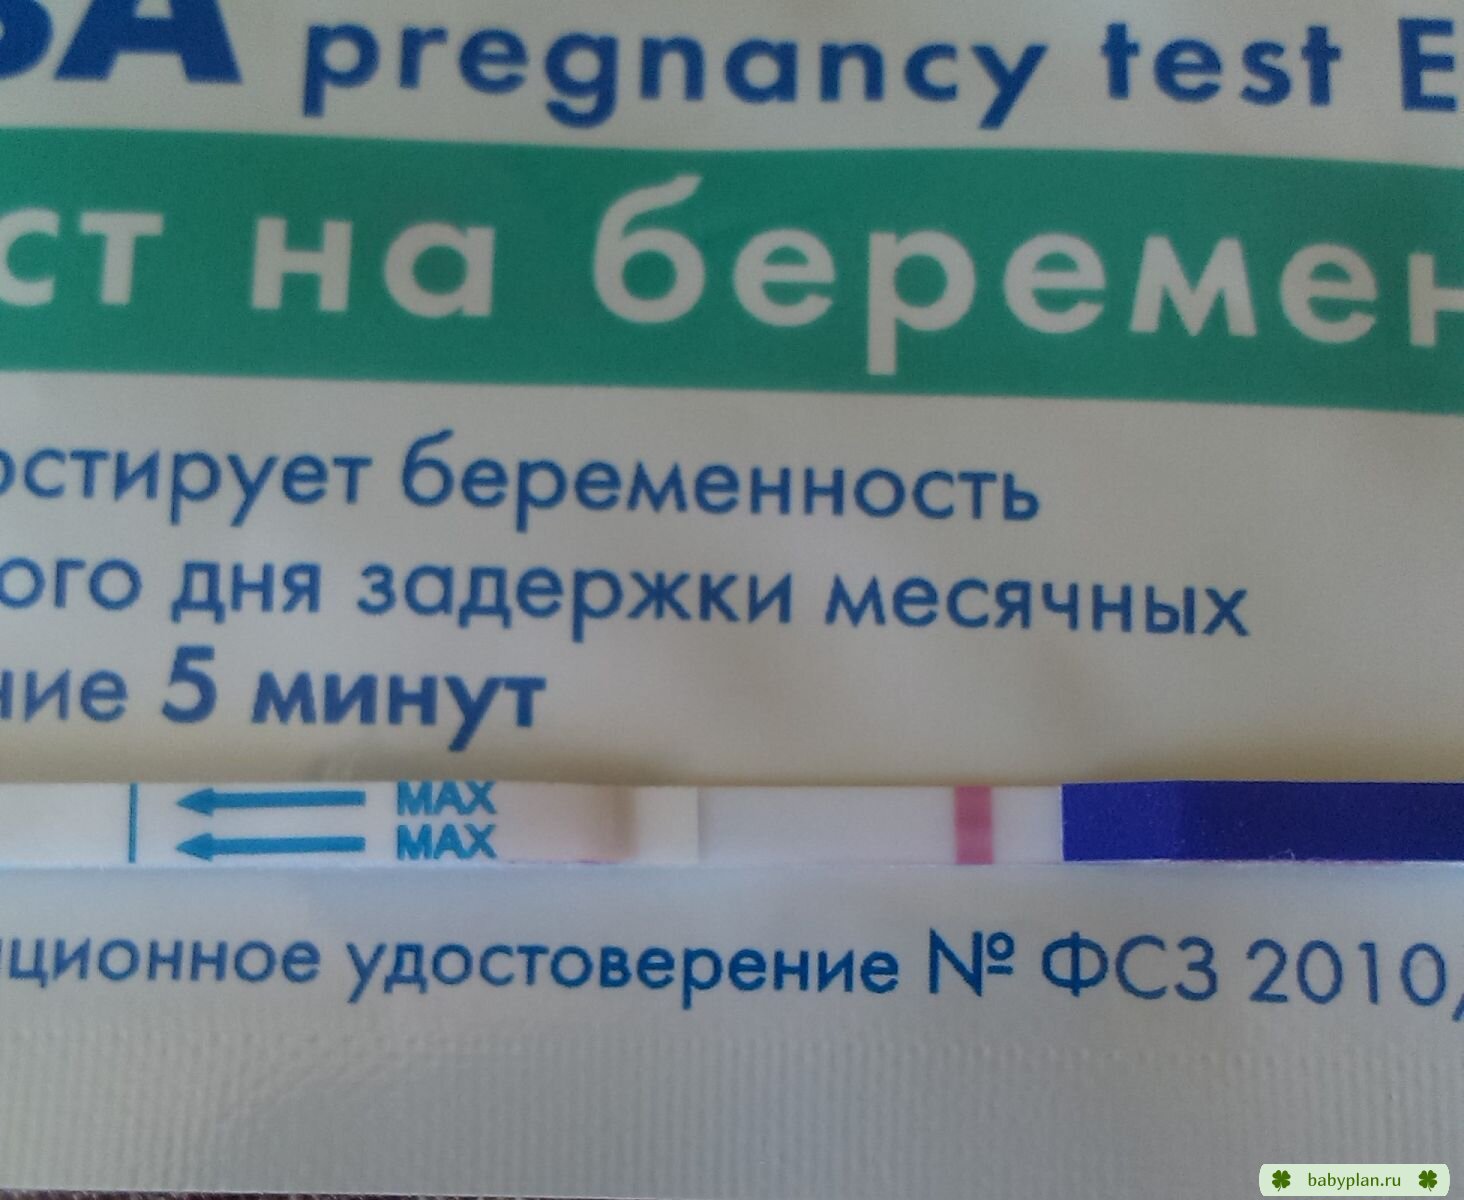 BA pregnancy test E
ст на беремен
остирует беременность
ого дня задержки месячных
ние 5 минут
MAX
MAX
ционное удостоверение № ФСЗ 2010/
babyplan.ru